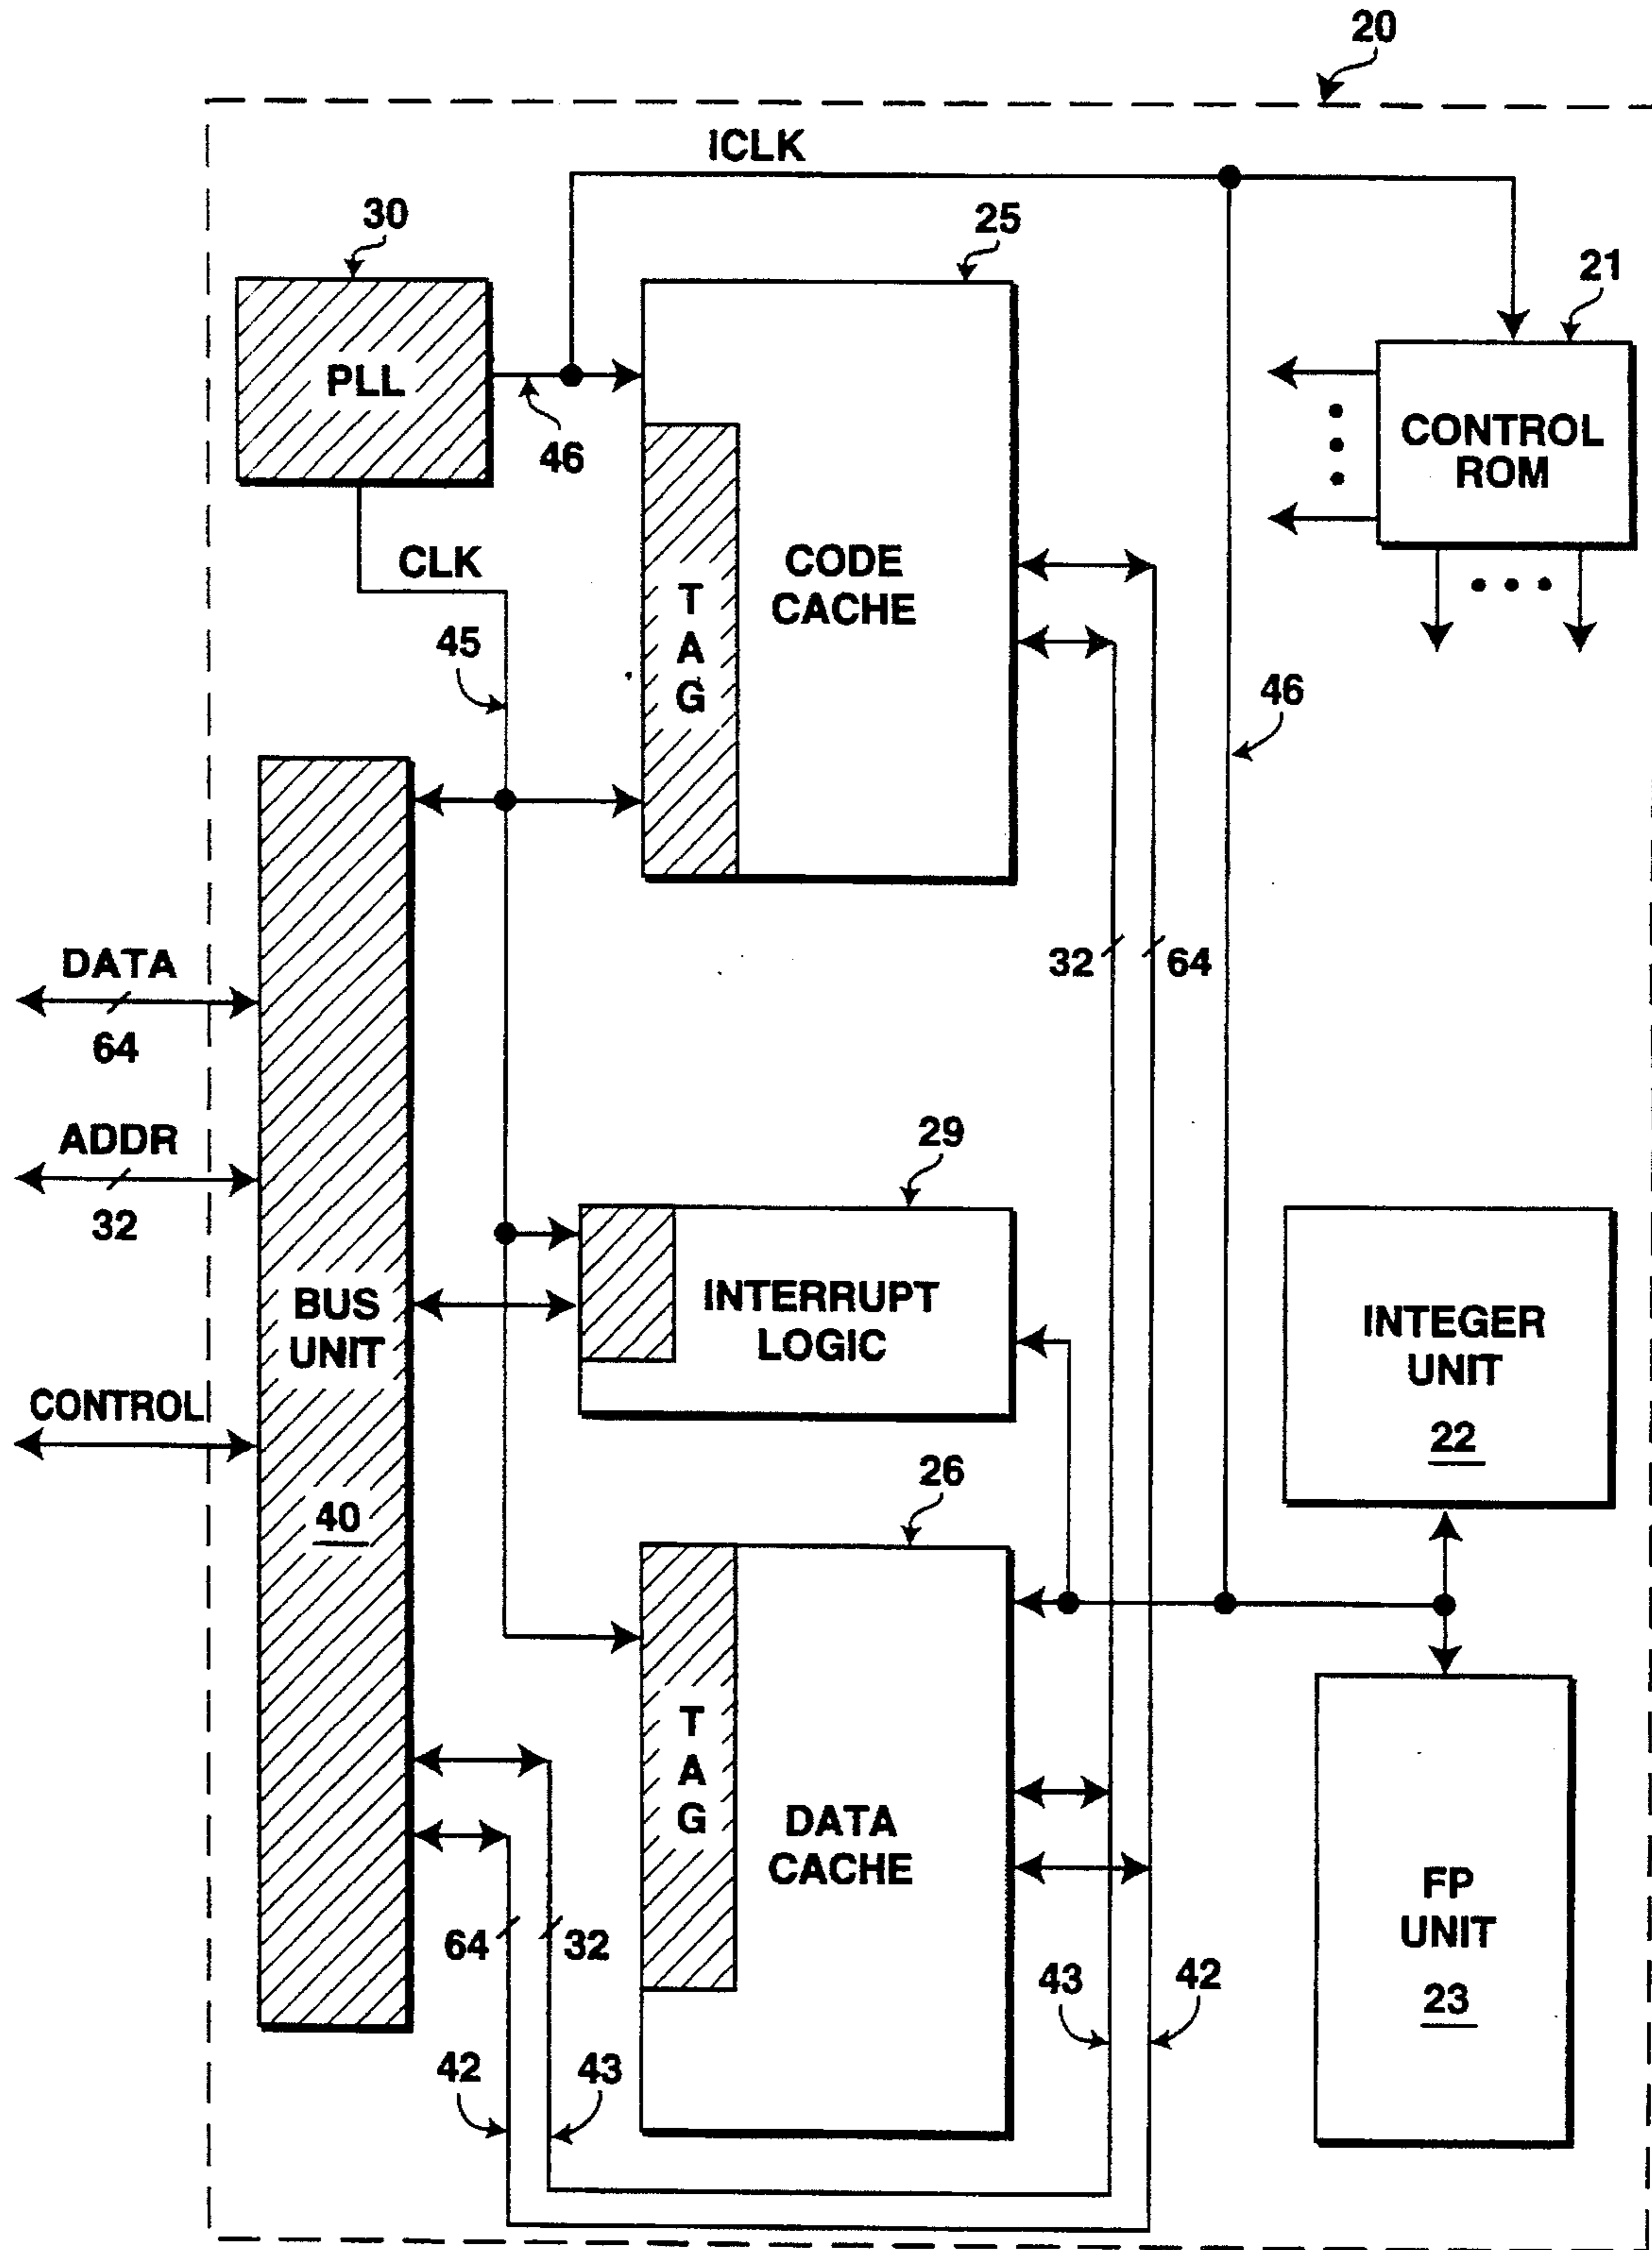 20
ICLK
30
25
21
PLL
46
CONTROL
ROM
CLK
CODE
CACHE
T
A
G
45
46
32
64
DATA
64
ADDR
32
29
BUS
UNIT
40
INTERRUPT
LOGIC
INTEGER
UNIT
22
CONTROL
26
T
A
G
DATA
CACHE
FP
UNIT
23
64
32
43
42
42
43